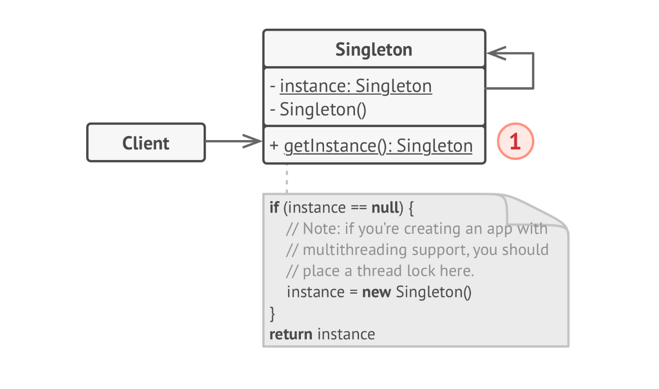 Singleton
- instance: Singleton
- Singleton()
Client
+ getInstance(): Singleton
1
if (instance == null) {
// Note: if you're creating an app with
// multithreading support, you should
// place a thread lock here.
instance = new Singleton()
}
return instance